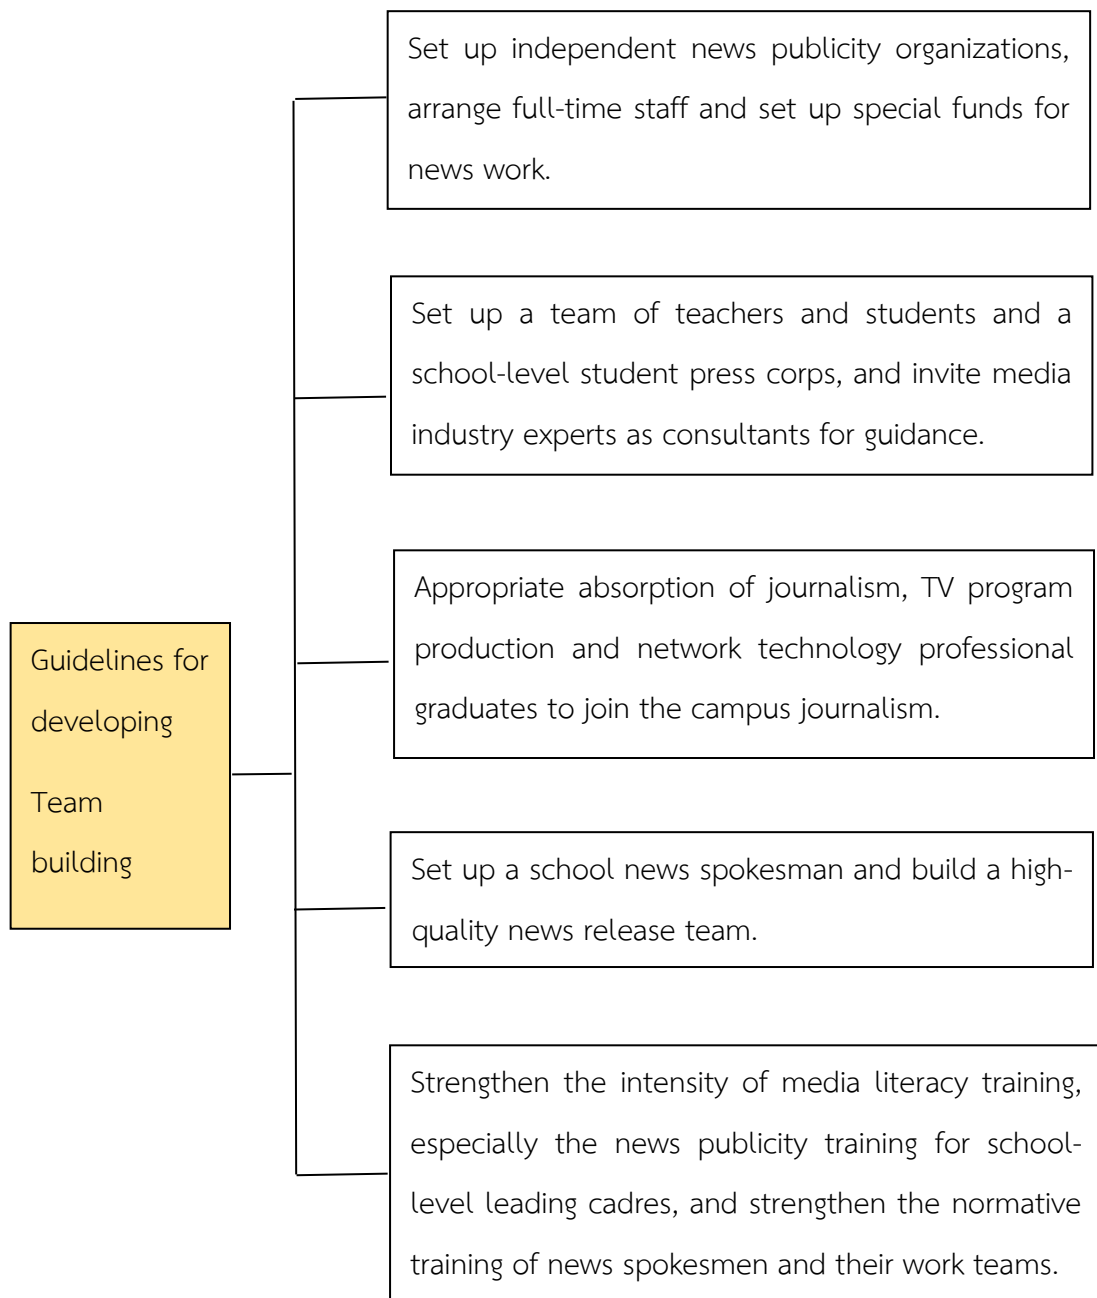 Set up independent news publicity organizations,
arrange full-time staff and set up special funds for
news work.
Set up a team of teachers and students and a
school-level student press corps, and invite media
industry experts as consultants for guidance.
Appropriate absorption of journalism, TV program
production and network technology professional
graduates to join the campus journalism.
Guidelines for
developing
Team
building
Set up a school news spokesman and build a high-
quality news release team.
Strengthen the intensity of media literacy training,
especially the news publicity training for school-
level leading cadres, and strengthen the normative
training of news spokesmen and their work teams.